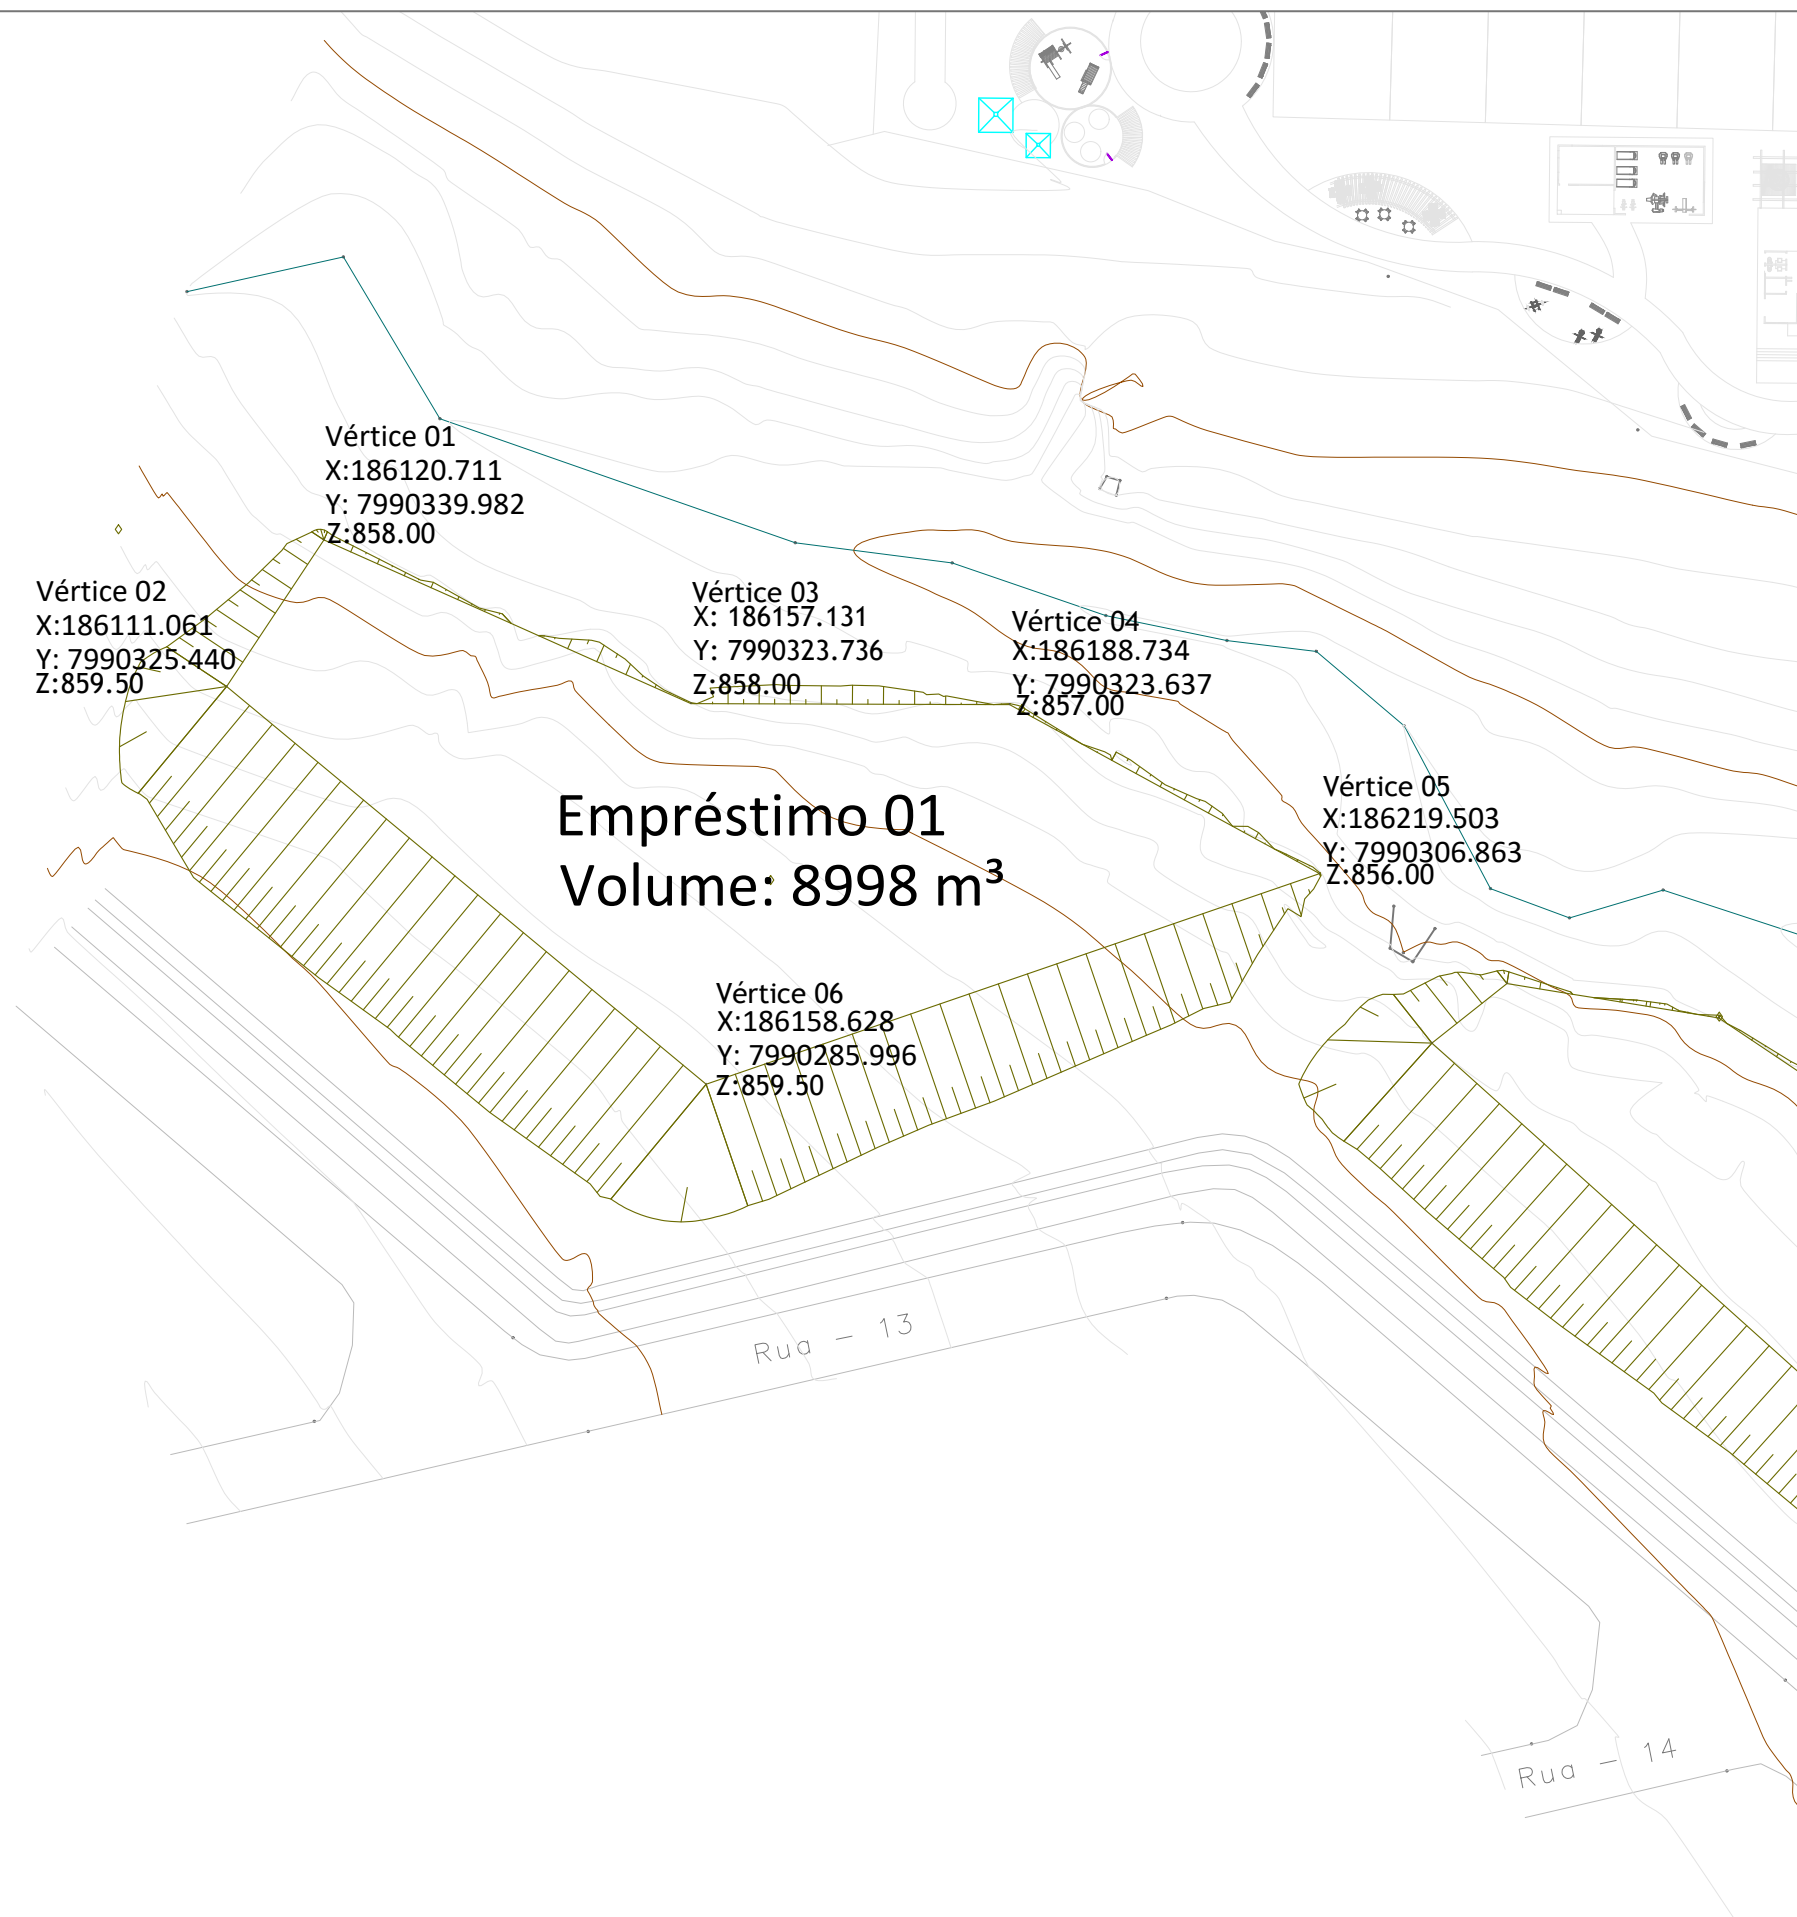 Vértice 01
X:186120.711
Y: 7990339.982
Z:858.00
Vértice 02
X:186111.061
Y: 7990325.440
Z:859.50
Vértice 03
X: 186157.131
Y: 7990323.736
Z:858.00
Vértice 04
X:186188.734
Y: 7990323.637
Z:857.00
Vértice 05
X:186219.503
Y: 7990306.863
Z:856.00
Empréstimo 01
Volume: 8998 m³
Vértice 06
X:186158.628
Y: 7990285.996
Z:859.50
Rua - 13
Rua - 14